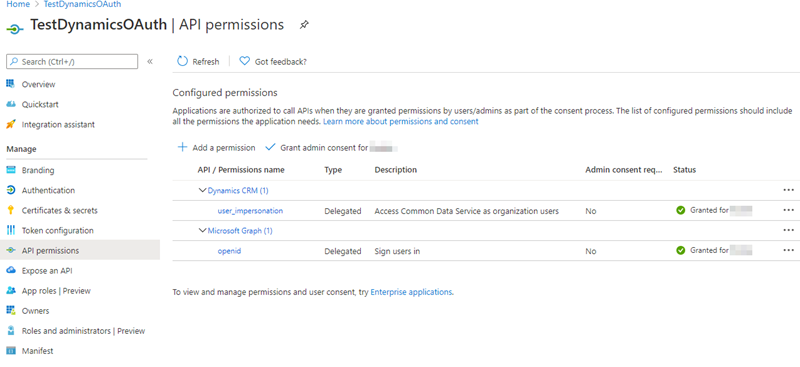 Home > TestDynamicsOAuth
TestDynamicsOAuth | API permissions
Search (Ctrl+/)
«
Refresh
Got feedback?
Overview
Quickstart
Integration assistant
Manage
Branding
Authentication
Certificates & secrets
Token configuration
API permissions
Expose an API
App roles | Preview
Owners
Roles and administrators | Preview
Manifest
Configured permissions
Applications are authorized to call APIs when they are granted permissions by users/admins as part of the consent process. The list of configured permissions should include
all the permissions the application needs. Learn more about permissions and consent
Add a permission Grant admin consent for
API / Permissions name Type Description Admin consent req... Status
Dynamics CRM (1) ...
user_impersonation Delegated Access Common Data Service as organization users No Granted for ...
Microsoft Graph (1) ...
openid Delegated Sign users in No Granted for ...
To view and manage permissions and user consent, try Enterprise applications.